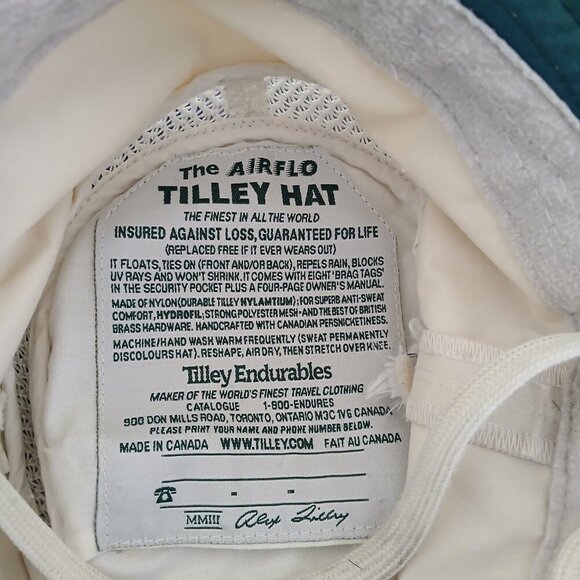 The AIRFLO
TILLEY HAT
THE FINEST IN ALL THE WORLD
INSURED AGAINST LOSS, GUARANTEED FOR LIFE
(REPLACED FREE IF IT EVER WEARS OUT)
IT FLOATS, TIES ON (FRONT AND/OR BACK), REPELS RAIN, BLOCKS
UV RAYS AND WON'T SHRINK. IT COMES WITH EIGHT 'BRAG TAGS'
IN THE SECURITY POCKET PLUS A FOUR-PAGE OWNER'S MANUAL.
MADE OF NYLON (DURABLE TILLEY NYLAMTIUM); FOR SUPERB ANTI-SWEAT
COMFORT, HYDROFIL; STRONG POLYESTER MESH - AND THE BEST OF BRITISH
BRASS HARDWARE. HANDCRAFTED WITH CANADIAN PERSNICKETINESS.
MACHINE/HAND WASH WARM FREQUENTLY (SWEAT PERMANENTLY
DISCOLOURS HAT). RESHAPE, AIR DRY, THEN STRETCH OVER KNEE.
Tilley Endurables
MAKER OF THE WORLD'S FINEST TRAVEL CLOTHING
CATALOGUE 1-800-ENDURES
900 DON MILLS ROAD, TORONTO, ONTARIO M3C 1V6 CANADA
PLEASE PRINT YOUR NAME AND PHONE NUMBER BELOW.
MADE IN CANADA WWW.TILLEY.COM FAIT AU CANADA
☎ - -
MMIII Alex Tilley